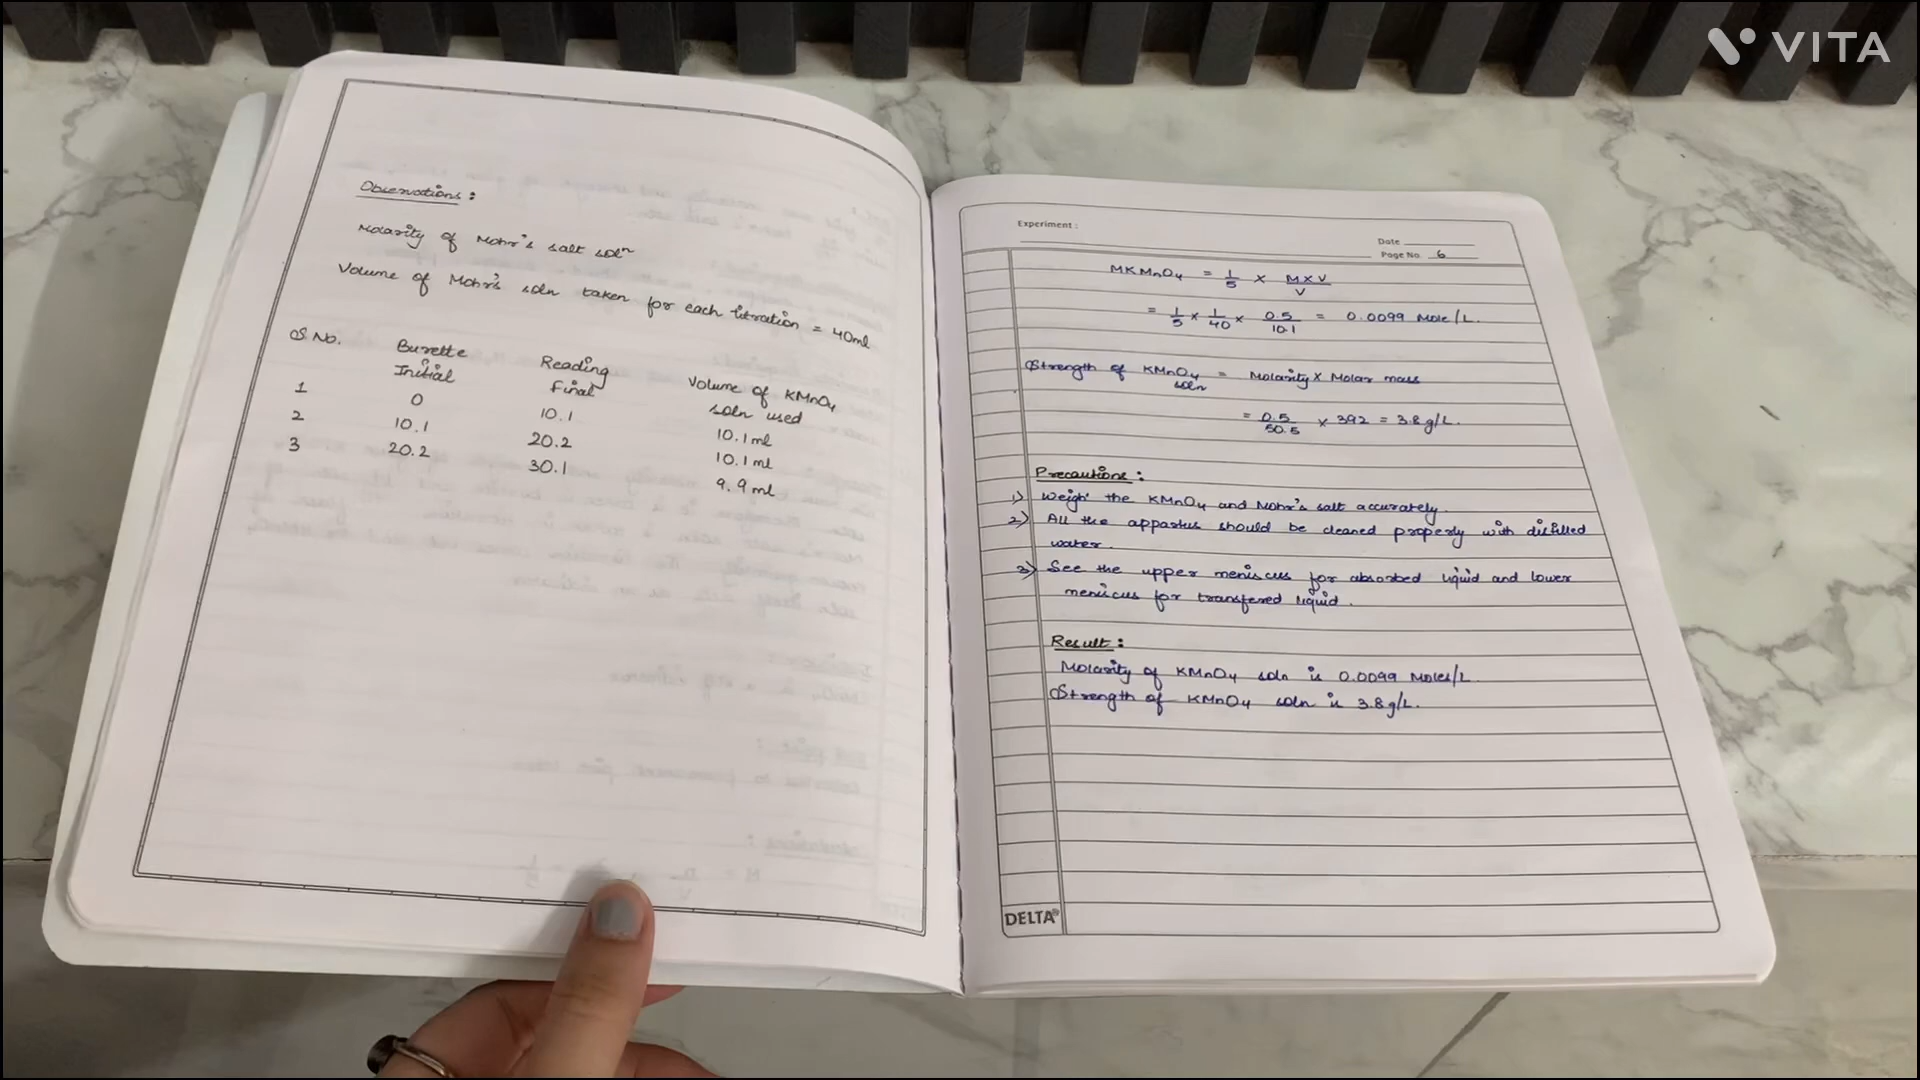 VITA
Observations :
Molarity of Mohr's salt soln
Volume of Mohr's soln taken for each titration = 40ml
S No. Burette Reading Volume of KMnO4
Initial Final soln used
1 0 10.1 10.1 ml
2 10.1 20.2 10.1 ml
3 20.2 30.1 9.9 ml
Experiment :
Date
Page No. 6
MKMnO4 = 1/5 × M×V/V
= 1/5 × 1/40 × 0.5/10.1 = 0.0099 Mole/L.
Strength of KMnO4 soln = Molarity × Molar mass
= 0.5/50.5 × 392 = 3.8 g/L.
Precautions :
1) Weigh the KMnO4 and Mohr's salt accurately.
2) All the appartus should be cleaned properly with distilled
water.
3) See the upper meniscus for absorbed liquid and lower
meniscus for transfered liquid.
Result :
Molarity of KMnO4 soln is 0.0099 Moles/L
Strength of KMnO4 soln is 3.8g/L.
DELTA®